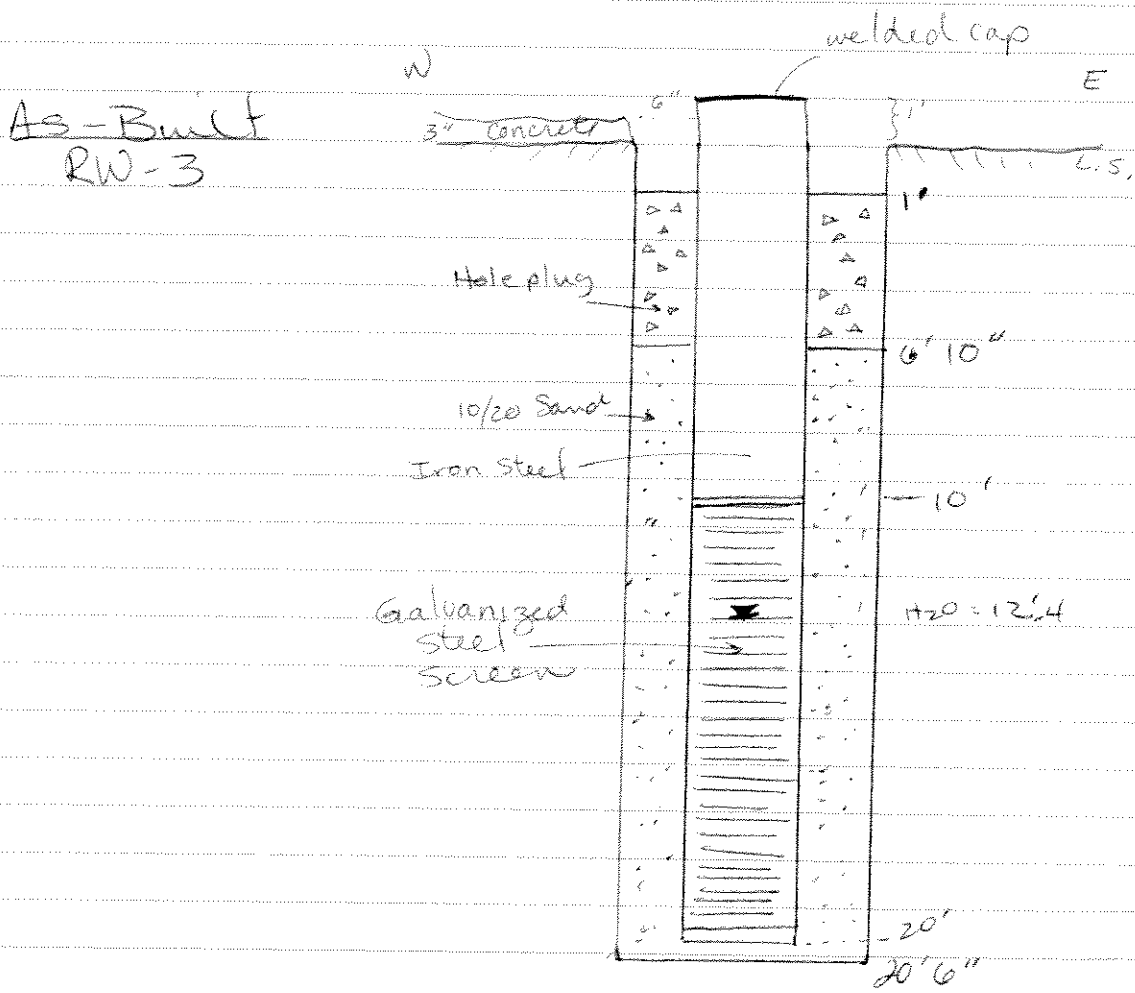 welded cap
W
E
As-Built
RW-3
6"
3" concrete
1'
L.S.
1'
Hole plug
6' 10"
10/20 Sand
Iron Steel
10'
Galvanized
steel
screen
H2O = 12'.4
20'
20' 6"